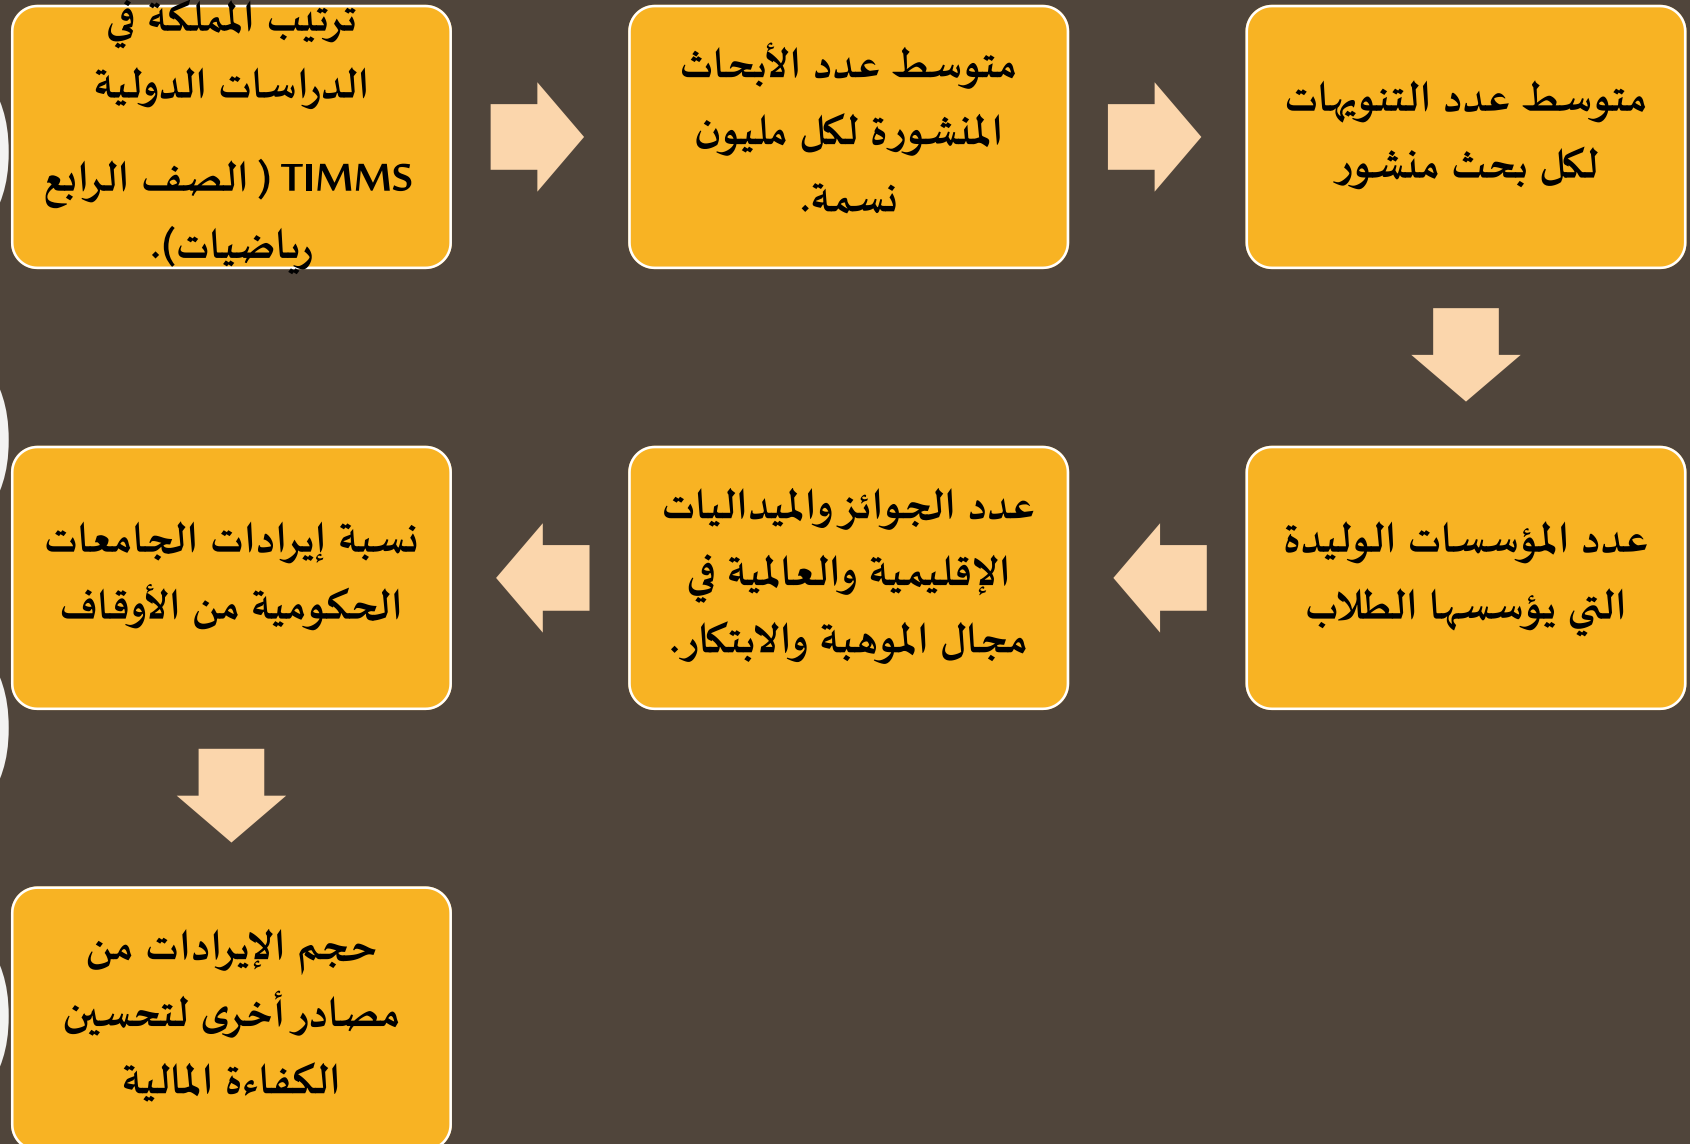 ترتيب المملكة في
الدراسات الدولية
TIMMS ( الصف الرابع
رياضيات).
متوسط عدد الأبحاث
المنشورة لكل مليون
نسمة.
متوسط عدد التنويهات
لكل بحث منشور
عدد المؤسسات الوليدة
التي يؤسسها الطلاب
عدد الجوائز والميداليات
الإقليمية والعالمية في
مجال الموهبة والابتكار.
نسبة إيرادات الجامعات
الحكومية من الأوقاف
حجم الإيرادات من
مصادر أخرى لتحسين
الكفاءة المالية